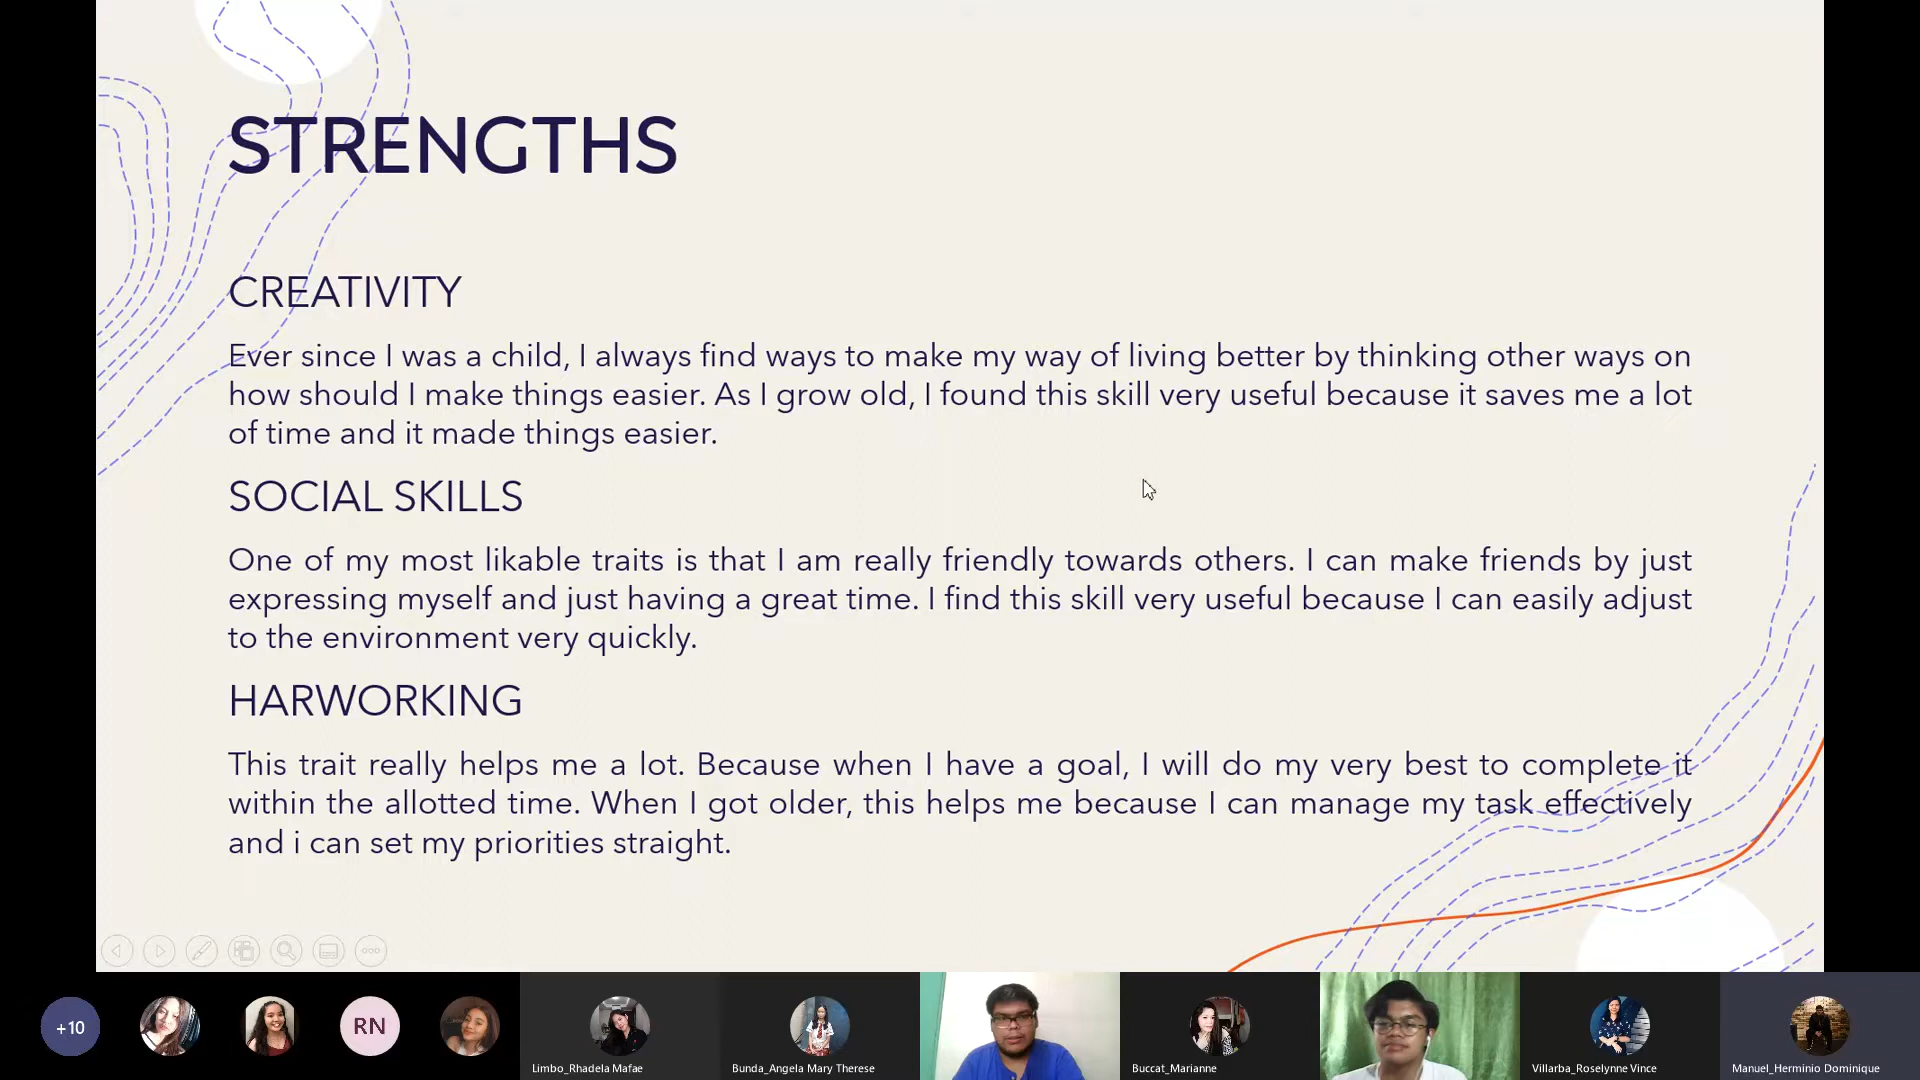 STRENGTHS
CREATIVITY
Ever since I was a child, I always find ways to make my way of living better by thinking other ways on
how should I make things easier. As I grow old, I found this skill very useful because it saves me a lot
of time and it made things easier.
SOCIAL SKILLS
One of my most likable traits is that I am really friendly towards others. I can make friends by just
expressing myself and just having a great time. I find this skill very useful because I can easily adjust
to the environment very quickly.
HARWORKING
This trait really helps me a lot. Because when I have a goal, I will do my very best to complete it
within the allotted time. When I got older, this helps me because I can manage my task effectively
and i can set my priorities straight.
+10
RN
Limbo_Rhadela Mafae
Bunda_Angela Mary Therese
Buccat_Marianne
Villarba_Roselynne Vince
Manuel_Herminio Dominique